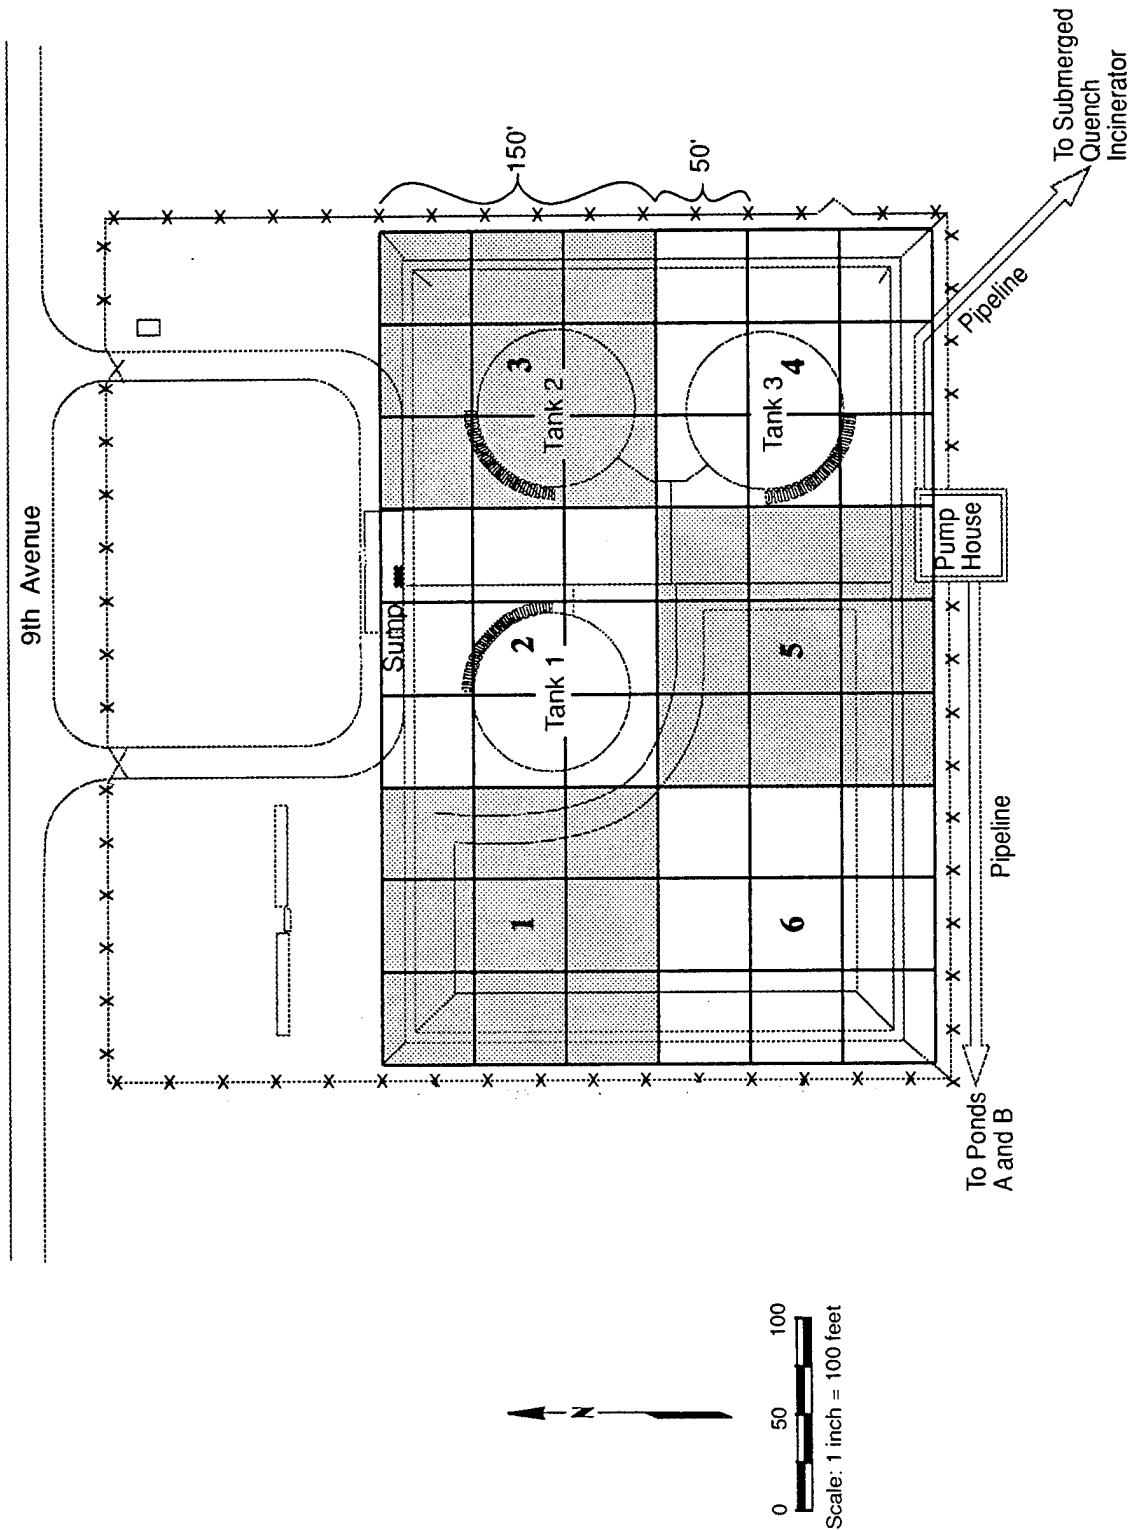 9th Avenue
150'
50'
To Submerged
Quench
Incinerator
Pipeline
3
Tank 2
Tank 3
4
Sump
2
Tank 1
5
Pump
House
1
6
Pipeline
To Ponds
A and B
N
0 50 100
Scale: 1 inch = 100 feet